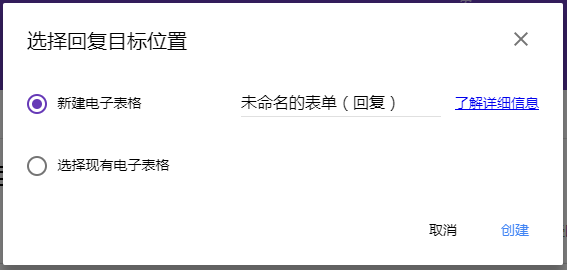 选择回复目标位置
新建电子表格 未命名的表单（回复） 了解详细信息
选择现有电子表格
取消 创建